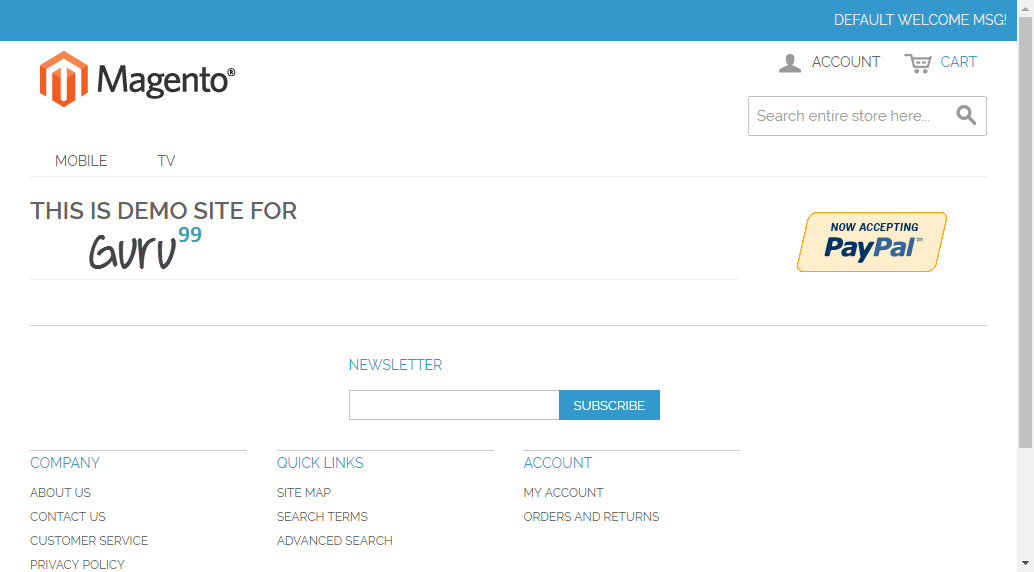 DEFAULT WELCOME MSG!
Magento®
ACCOUNT
CART
Search entire store here...
MOBILE
TV
THIS IS DEMO SITE FOR
Guru99
NOW ACCEPTING
PayPal™
NEWSLETTER
SUBSCRIBE
COMPANY
ABOUT US
CONTACT US
CUSTOMER SERVICE
PRIVACY POLICY
QUICK LINKS
SITE MAP
SEARCH TERMS
ADVANCED SEARCH
ACCOUNT
MY ACCOUNT
ORDERS AND RETURNS